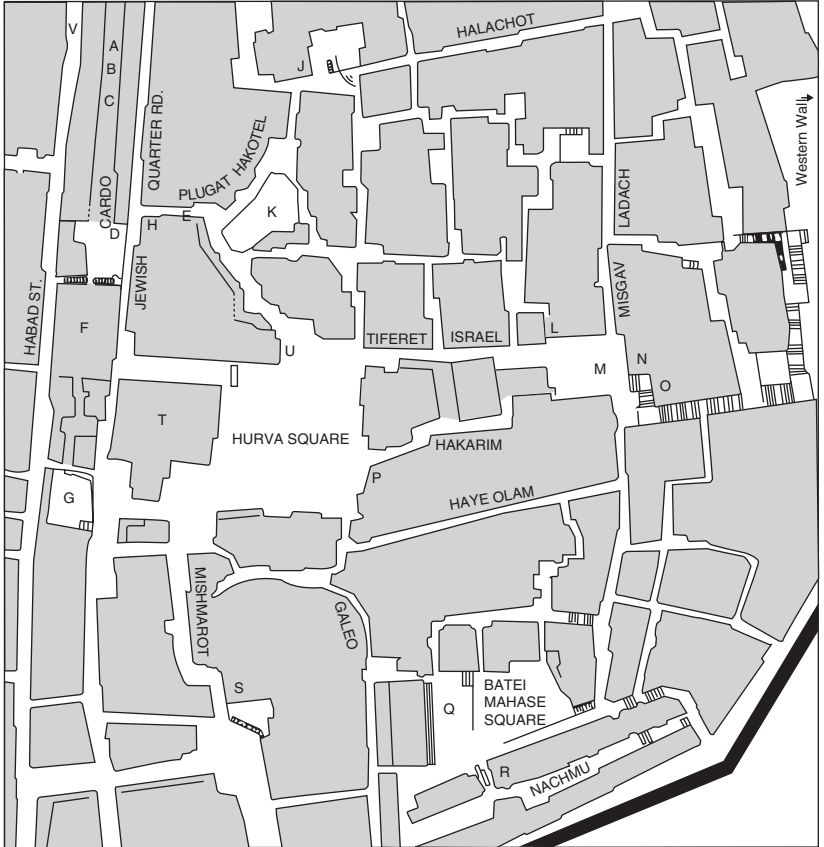 V
A
B
C
J
HALACHOT
Western Wall
QUARTER RD.
PLUGAT HAKOTEL
CARDO
LADACH
K
H
E
D
JEWISH
MISGAV
HABAD ST.
F
TIFERET
ISRAEL
L
U
M
N
O
T
HURVA SQUARE
HAKARIM
P
G
HAYE OLAM
MISHMAROT
GALEO
S
Q
BATEI
MAHASE
SQUARE
R
NACHMU